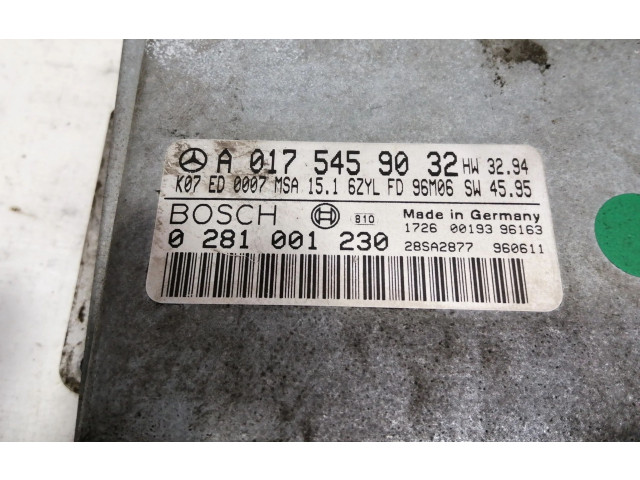 A 017 545 90 32 HW 32.94
K07 ED 0007 MSA 15.1 6ZYL FD 96M06 SW 45.95
BOSCH 810 Made in Germany
1726 00193 96163
0 281 001 230 28SA2877 960611